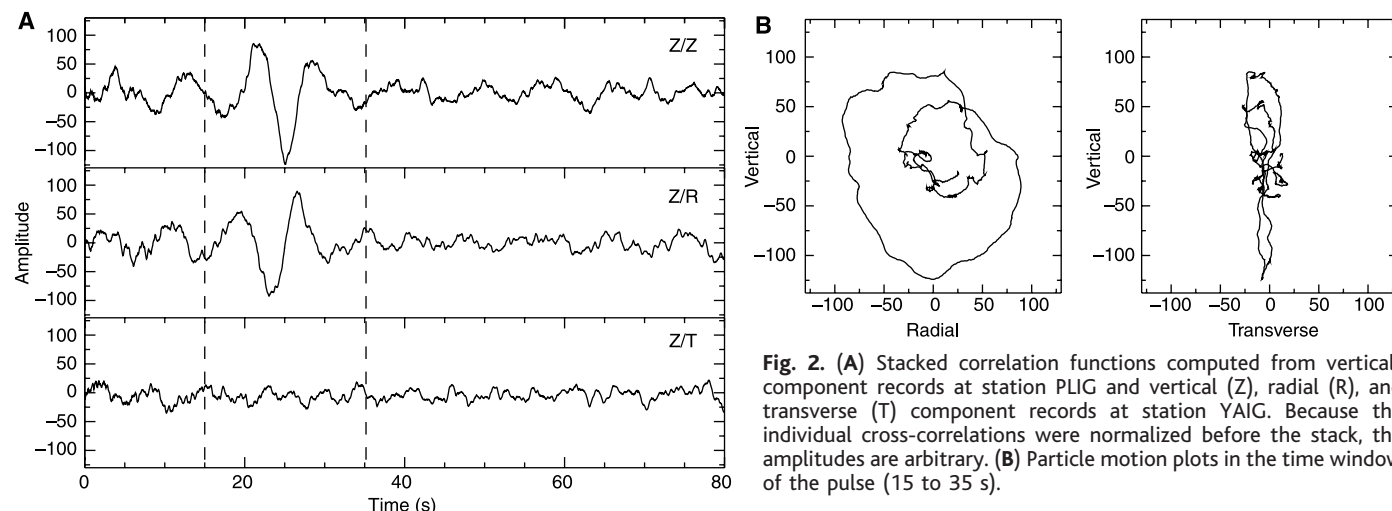 A
100
50
0
–50
–100
Z/Z
100
50
0
–50
–100
Z/R
Amplitude
100
50
0
–50
–100
Z/T
0 20 40 60 80
Time (s)
B
100
50
0
–50
–100
Vertical
–100 –50 0 50 100
Radial
100
50
0
–50
–100
Vertical
–100 –50 0 50 100
Transverse
Fig. 2. (A) Stacked correlation functions computed from vertical
component records at station PLIG and vertical (Z), radial (R), an
transverse (T) component records at station YAIG. Because th
individual cross-correlations were normalized before the stack, th
amplitudes are arbitrary. (B) Particle motion plots in the time window
of the pulse (15 to 35 s).